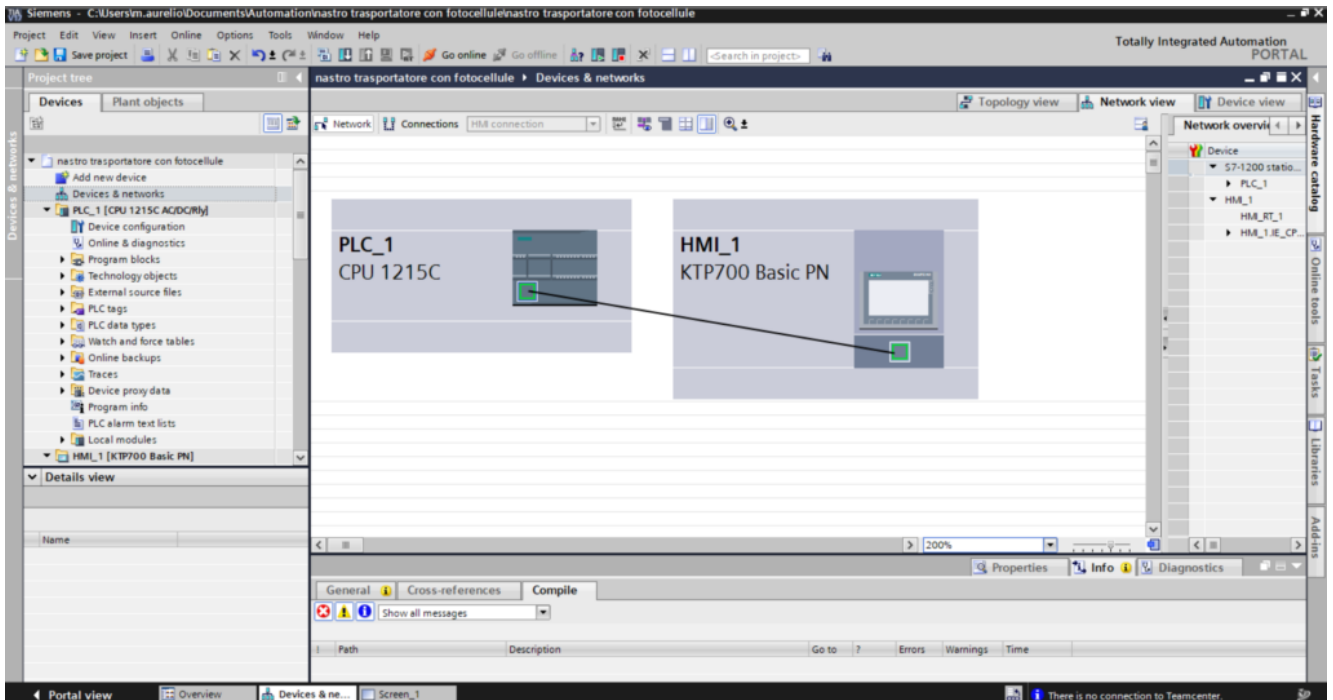 Siemens - C:\Users\m.aurelio\Documents\Automation\nastro trasportatore con fotocellule\nastro trasportatore con fotocellule
Project Edit View Insert Online Options Tools Window Help
Totally Integrated Automation
PORTAL
Save project Go online Go offline <Search in project>
Project tree
nastro trasportatore con fotocellule Devices & networks
Devices Plant objects
Topology view Network view Device view
Network Connections HMI connection
Devices & networks
nastro trasportatore con fotocellule
Add new device
Devices & networks
PLC_1 [CPU 1215C AC/DC/Rly]
Device configuration
Online & diagnostics
Program blocks
Technology objects
External source files
PLC tags
PLC data types
Watch and force tables
Online backups
Traces
Device proxy data
Program info
PLC alarm text lists
Local modules
HMI_1 [KTP700 Basic PN]
Details view
Name
PLC_1
CPU 1215C
HMI_1
KTP700 Basic PN
200%
Network overvi
Device
S7-1200 statio...
PLC_1
HMI_1
HMI_RT_1
HMI_1.IE_CP...
Hardware catalog
Online tools
Tasks
Libraries
Add-ins
Properties Info Diagnostics
General Cross-references Compile
Show all messages
! Path Description Go to ? Errors Warnings Time
Portal view Overview Devices & ne... Screen_1 There is no connection to Teamcenter.